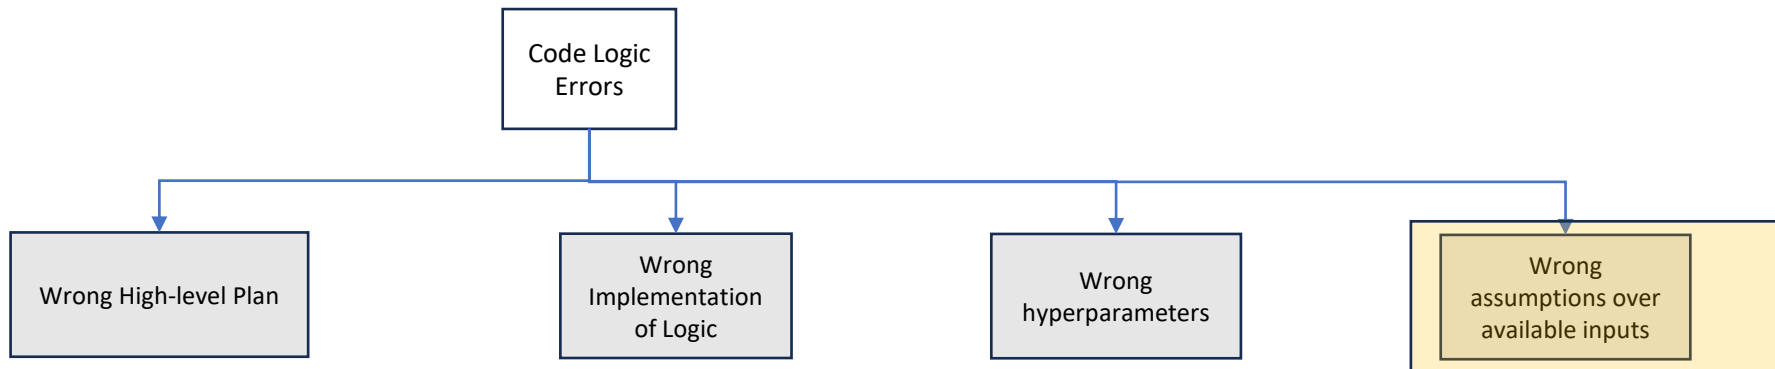 Code Logic
Errors
Wrong High-level Plan
Wrong
Implementation
of Logic
Wrong
hyperparameters
Wrong
assumptions over
available inputs